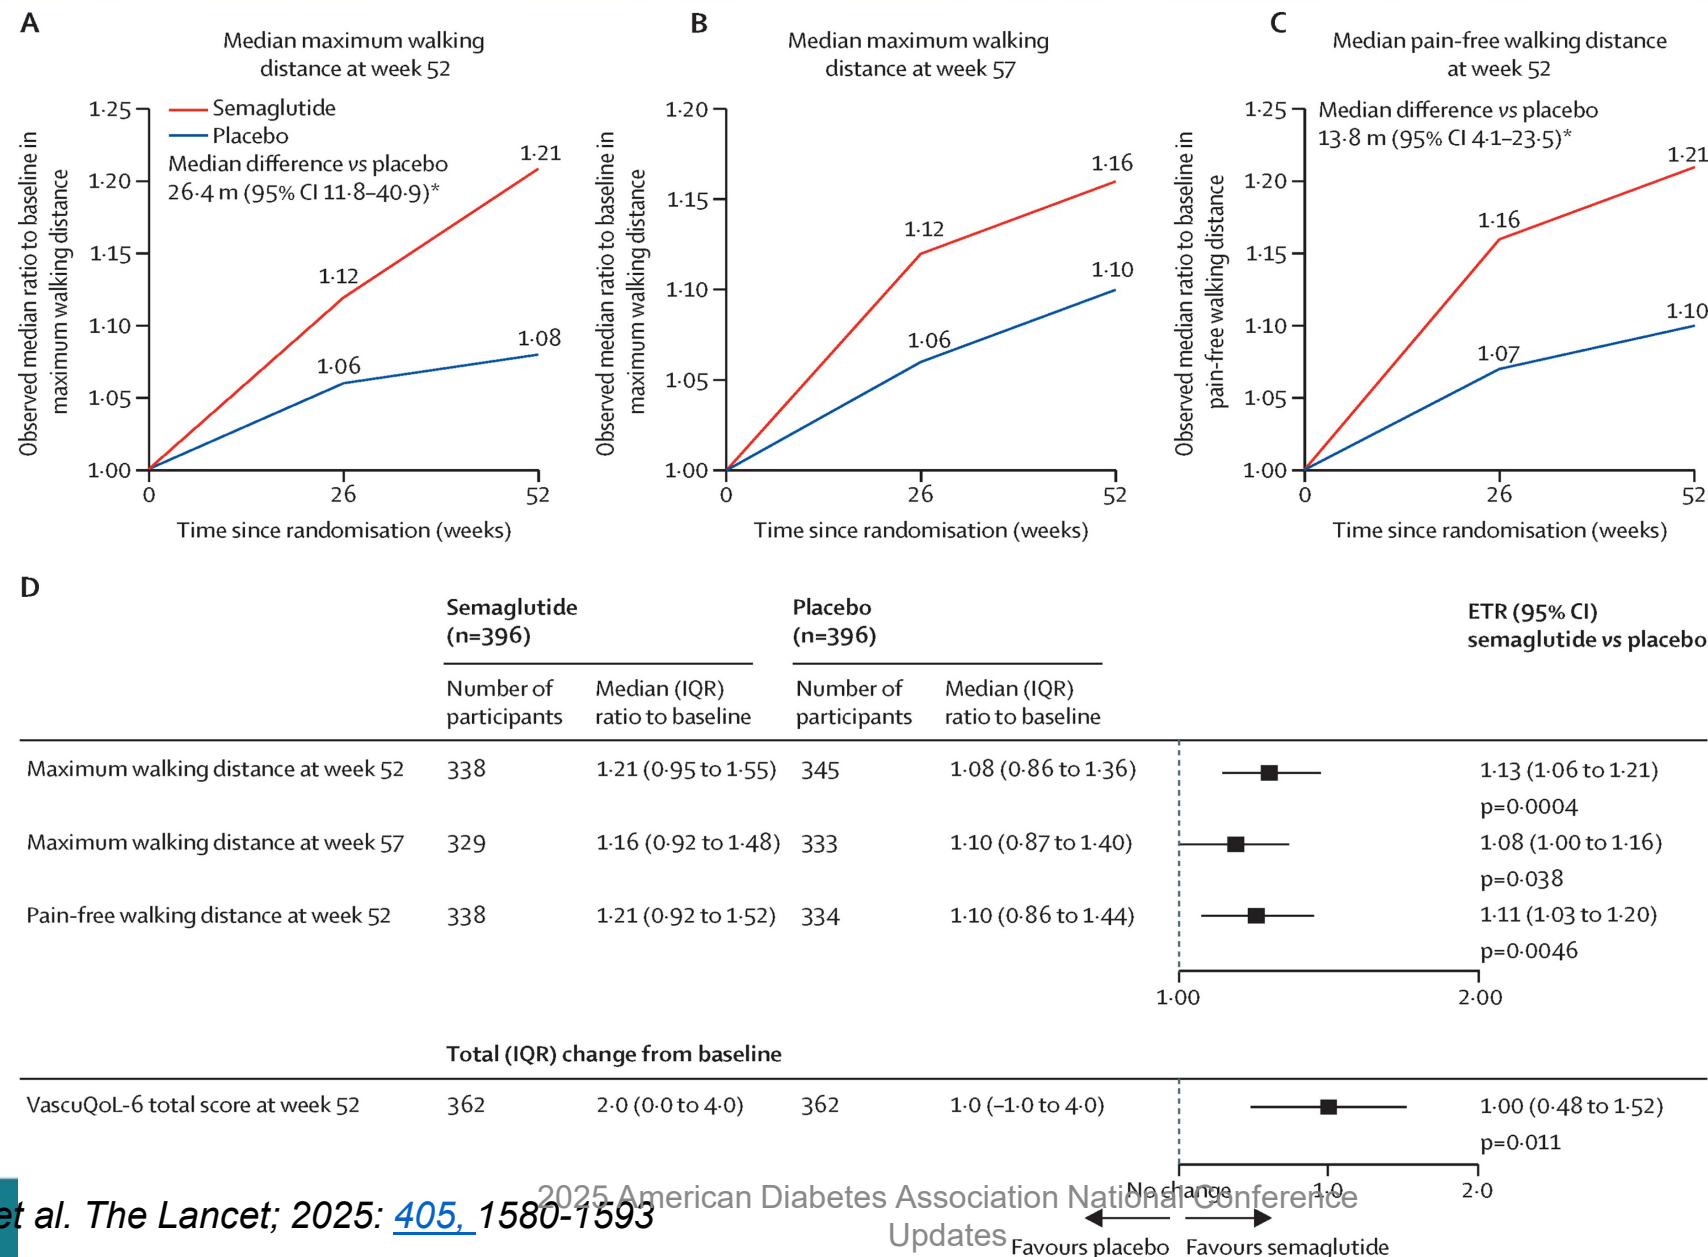 A
Median maximum walking
distance at week 52
Observed median ratio to baseline in
maximum walking distance
1·25
1·20
1·15
1·10
1·05
1·00
Semaglutide
Placebo
Median difference vs placebo
26·4 m (95% CI 11·8–40·9)*
1·21
1·12
1·08
1·06
0
26
52
Time since randomisation (weeks)
B
Median maximum walking
distance at week 57
Observed median ratio to baseline in
maximum walking distance
1·20
1·15
1·10
1·05
1·00
1·16
1·12
1·10
1·06
0
26
52
Time since randomisation (weeks)
C
Median pain-free walking distance
at week 52
Observed median ratio to baseline in
pain-free walking distance
1·25
1·20
1·15
1·10
1·05
1·00
Median difference vs placebo
13·8 m (95% CI 4·1–23·5)*
1·21
1·16
1·10
1·07
0
26
52
Time since randomisation (weeks)
D
Semaglutide
(n=396)
Placebo
(n=396)
ETR (95% CI)
semaglutide vs placebo
Number of
participants
Median (IQR)
ratio to baseline
Number of
participants
Median (IQR)
ratio to baseline
Maximum walking distance at week 52 338 1·21 (0·95 to 1·55) 345 1·08 (0·86 to 1·36) 1·13 (1·06 to 1·21)
p=0·0004
Maximum walking distance at week 57 329 1·16 (0·92 to 1·48) 333 1·10 (0·87 to 1·40) 1·08 (1·00 to 1·16)
p=0·038
Pain-free walking distance at week 52 338 1·21 (0·92 to 1·52) 334 1·10 (0·86 to 1·44) 1·11 (1·03 to 1·20)
p=0·0046
1·00 2·00
Total (IQR) change from baseline
VascuQoL-6 total score at week 52 362 2·0 (0·0 to 4·0) 362 1·0 (–1·0 to 4·0) 1·00 (0·48 to 1·52)
p=0·011
No change 1·0 2·0
Favours placebo Favours semaglutide
et al. The Lancet; 2025: 405, 1580-1593
2025 American Diabetes Association National Conference
Updates